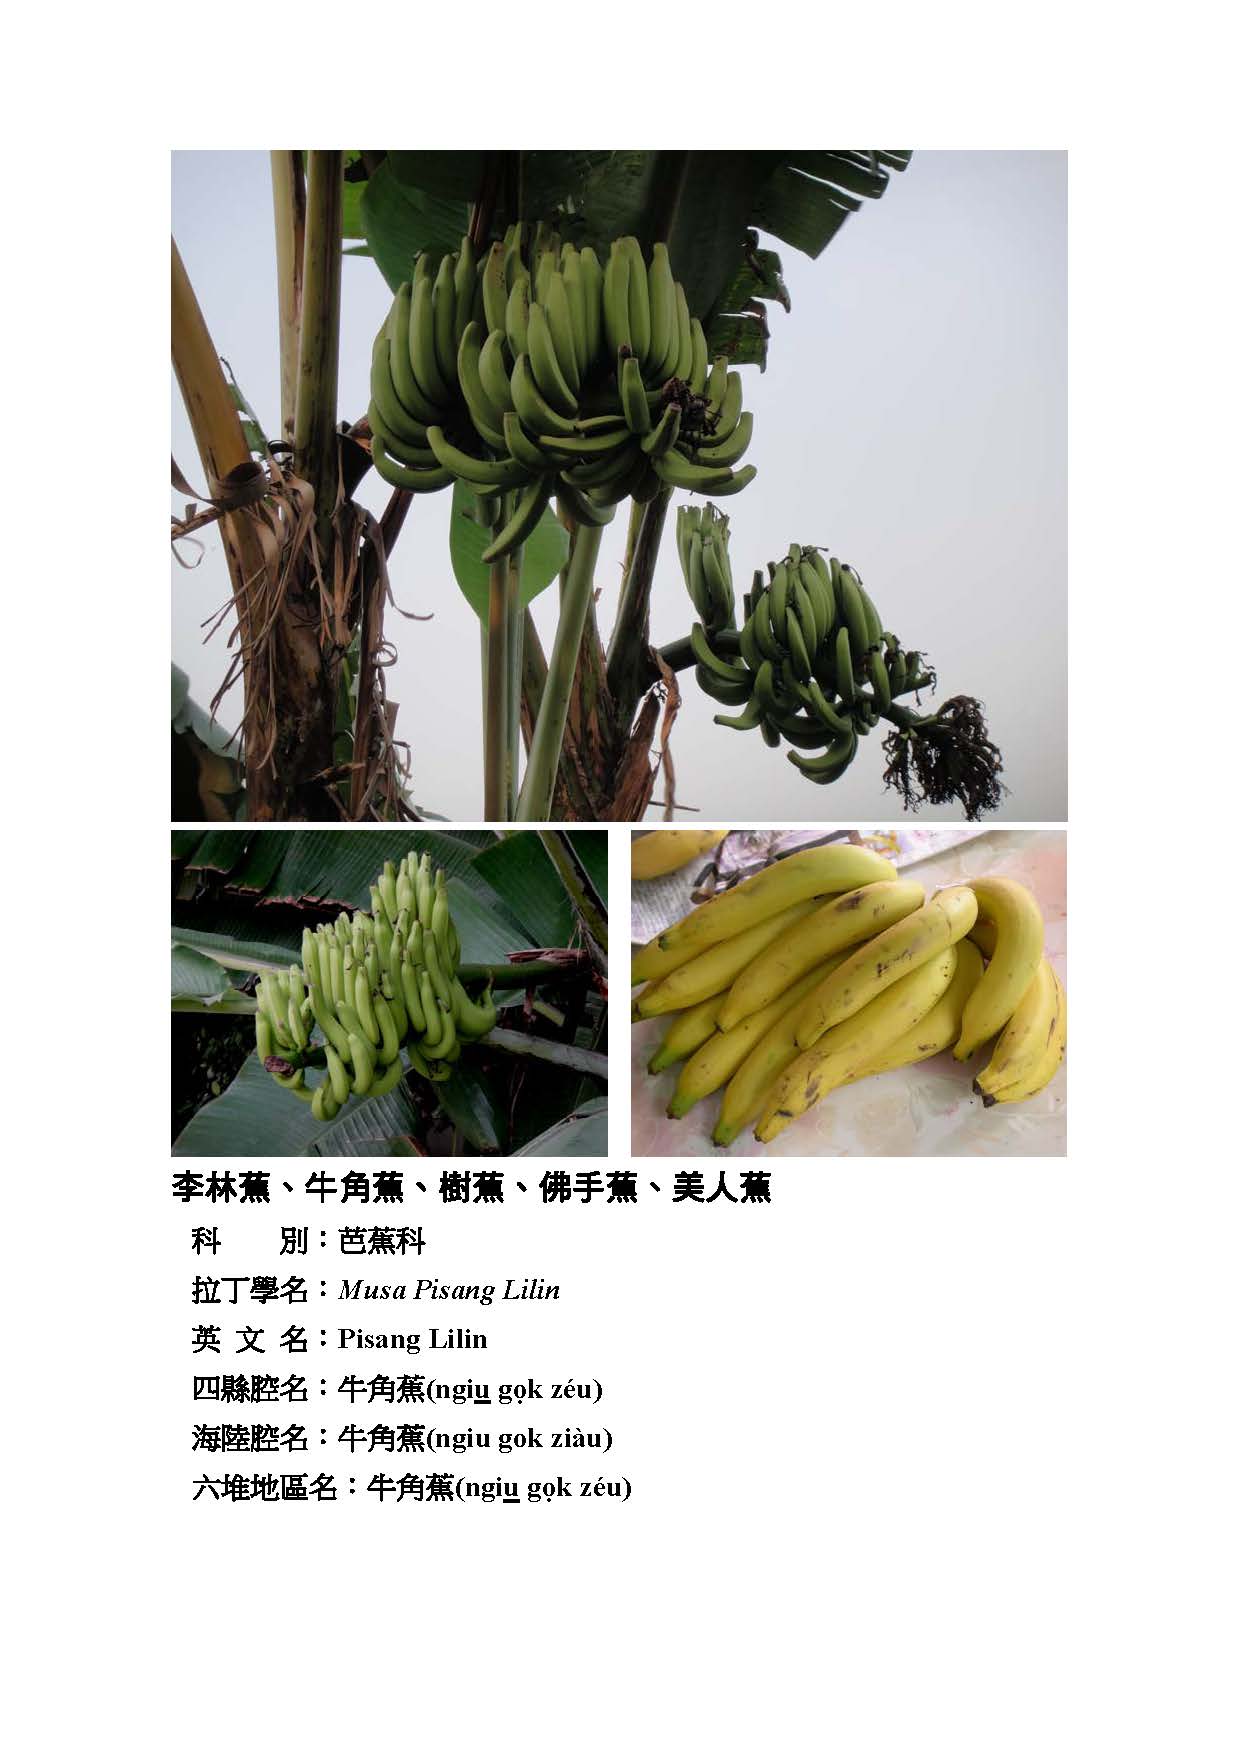 李林蕉、牛角蕉、樹蕉、佛手蕉、美人蕉
科　　別：芭蕉科
拉丁學名：Musa Pisang Lilin
英 文 名：Pisang Lilin
四縣腔名：牛角蕉(ngiu gọk zéu)
海陸腔名：牛角蕉(ngiu gok ziàu)
六堆地區名：牛角蕉(ngiu gọk zéu)